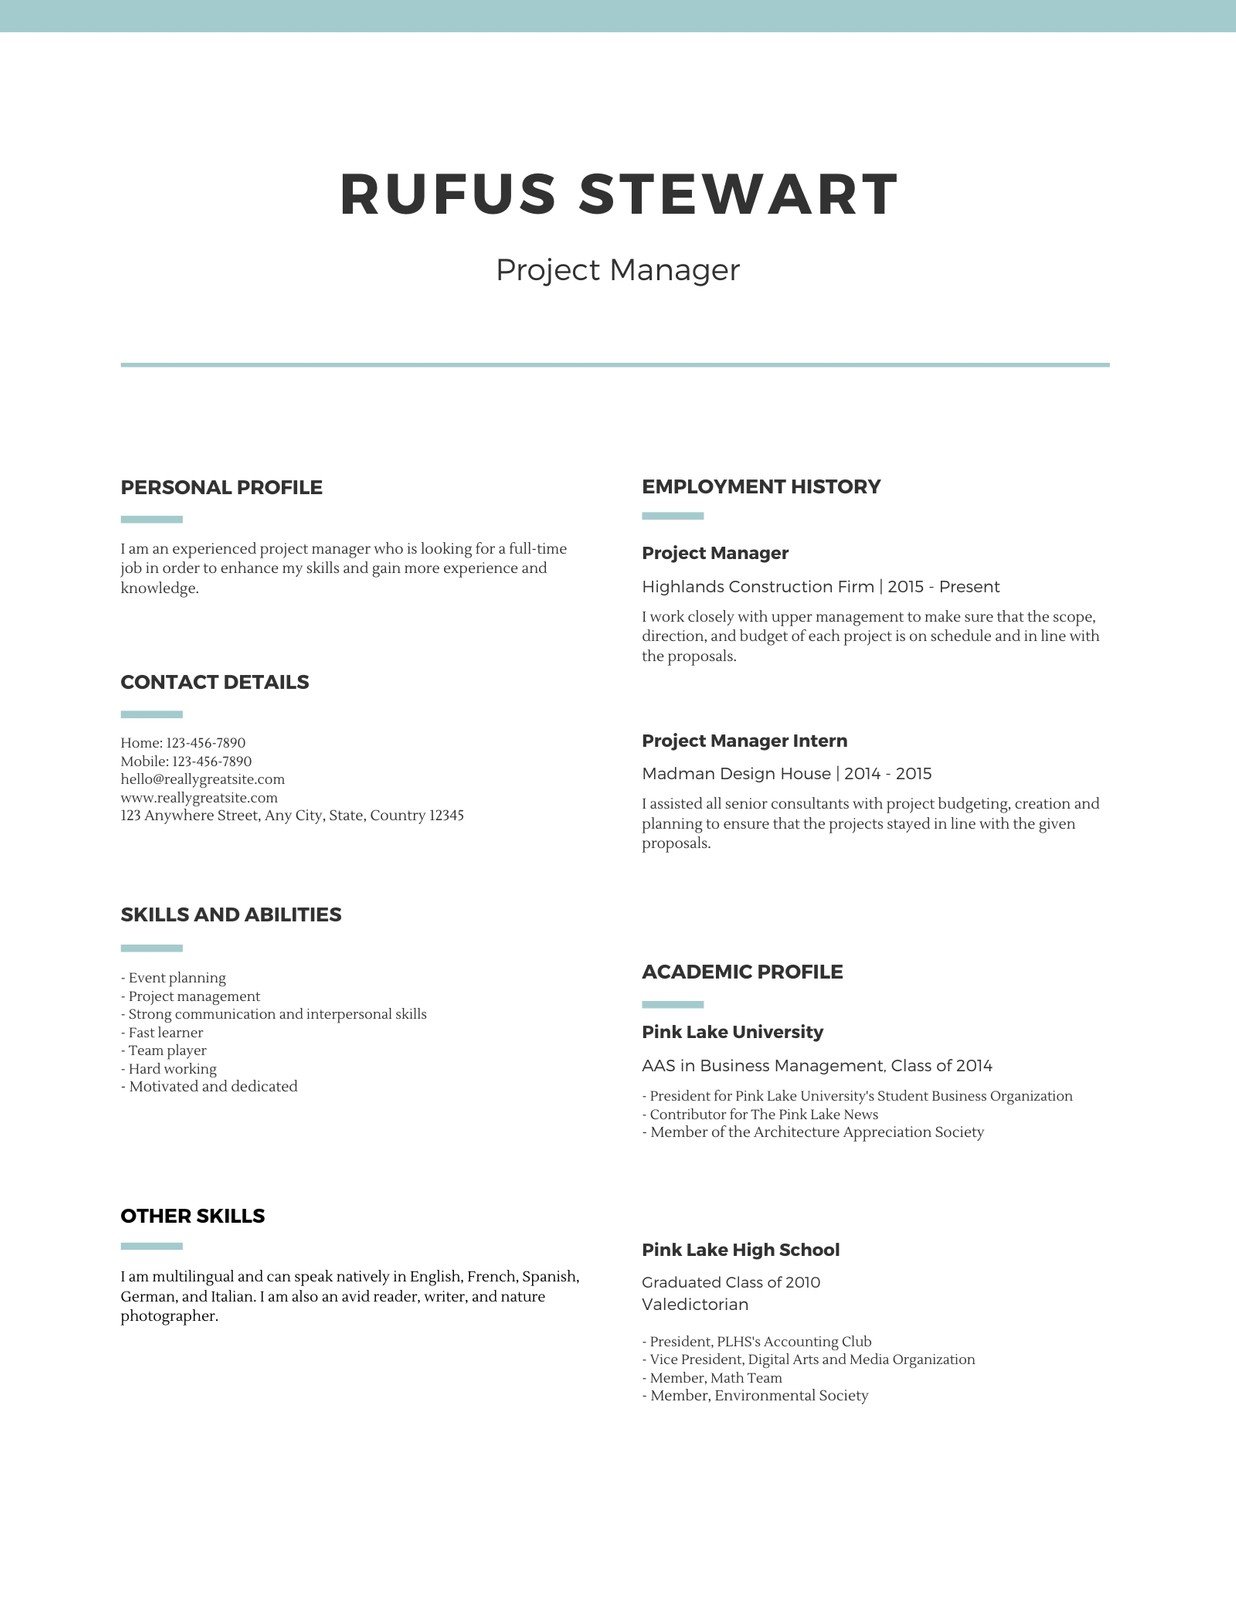 RUFUS STEWART
Project Manager
PERSONAL PROFILE
I am an experienced project manager who is looking for a full-time
job in order to enhance my skills and gain more experience and
knowledge.
CONTACT DETAILS
Home: 123-456-7890
Mobile: 123-456-7890
hello@reallygreatsite.com
www.reallygreatsite.com
123 Anywhere Street, Any City, State, Country 12345
SKILLS AND ABILITIES
- Event planning
- Project management
- Strong communication and interpersonal skills
- Fast learner
- Team player
- Hard working
- Motivated and dedicated
OTHER SKILLS
I am multilingual and can speak natively in English, French, Spanish,
German, and Italian. I am also an avid reader, writer, and nature
photographer.
EMPLOYMENT HISTORY
Project Manager
Highlands Construction Firm | 2015 - Present
I work closely with upper management to make sure that the scope,
direction, and budget of each project is on schedule and in line with
the proposals.
Project Manager Intern
Madman Design House | 2014 - 2015
I assisted all senior consultants with project budgeting, creation and
planning to ensure that the projects stayed in line with the given
proposals.
ACADEMIC PROFILE
Pink Lake University
AAS in Business Management, Class of 2014
- President for Pink Lake University's Student Business Organization
- Contributor for The Pink Lake News
- Member of the Architecture Appreciation Society
Pink Lake High School
Graduated Class of 2010
Valedictorian
- President, PLHS's Accounting Club
- Vice President, Digital Arts and Media Organization
- Member, Math Team
- Member, Environmental Society